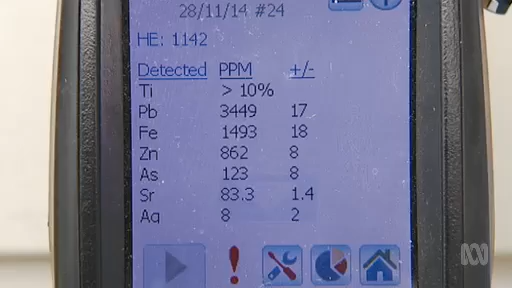 28/11/14 #24
HE: 1142
Detected PPM +/-
Ti > 10%
Pb 3449 17
Fe 1493 18
Zn 862 8
As 123 8
Sr 83.3 1.4
Ag 8 2
ABC